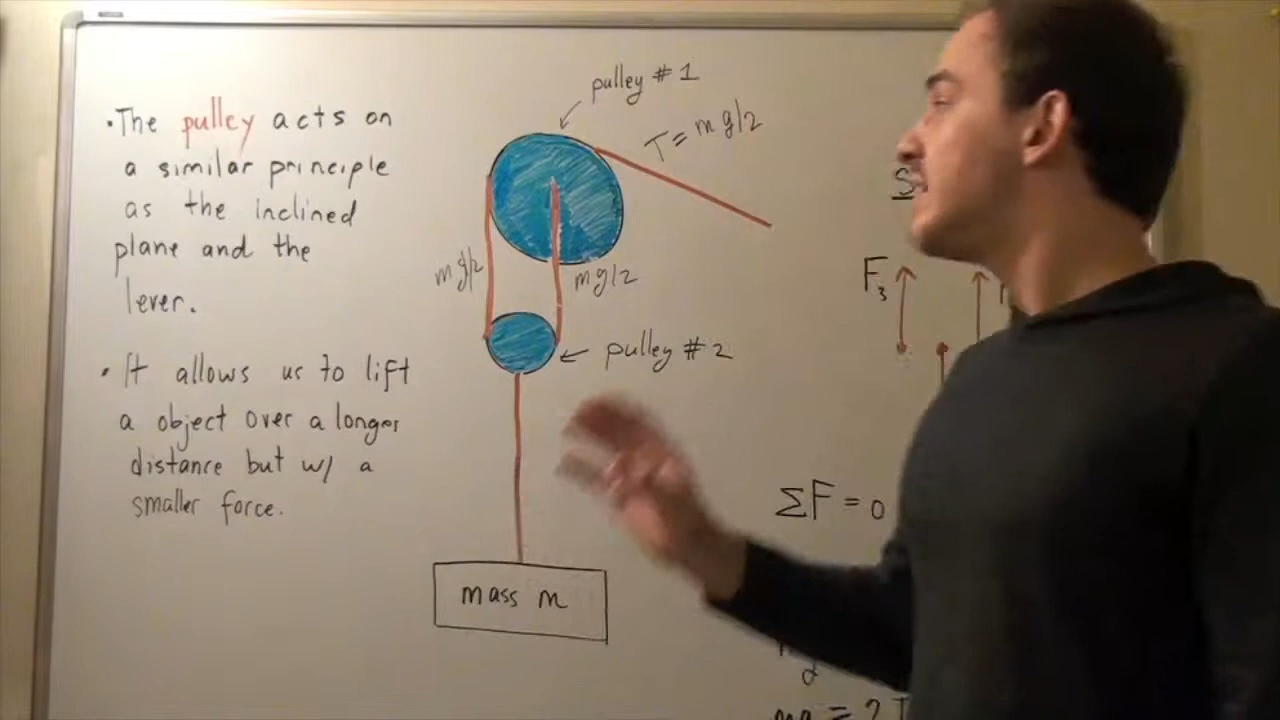 •The pulley acts on
a similar principle
as the inclined
plane and the
lever.
• It allows us to lift
a object over a longer
distance but w/ a
smaller force.
pulley #1
T = mg/2
mg/2
mg/2
pulley #2
mass m
F3
ΣF = 0
mg = 2T